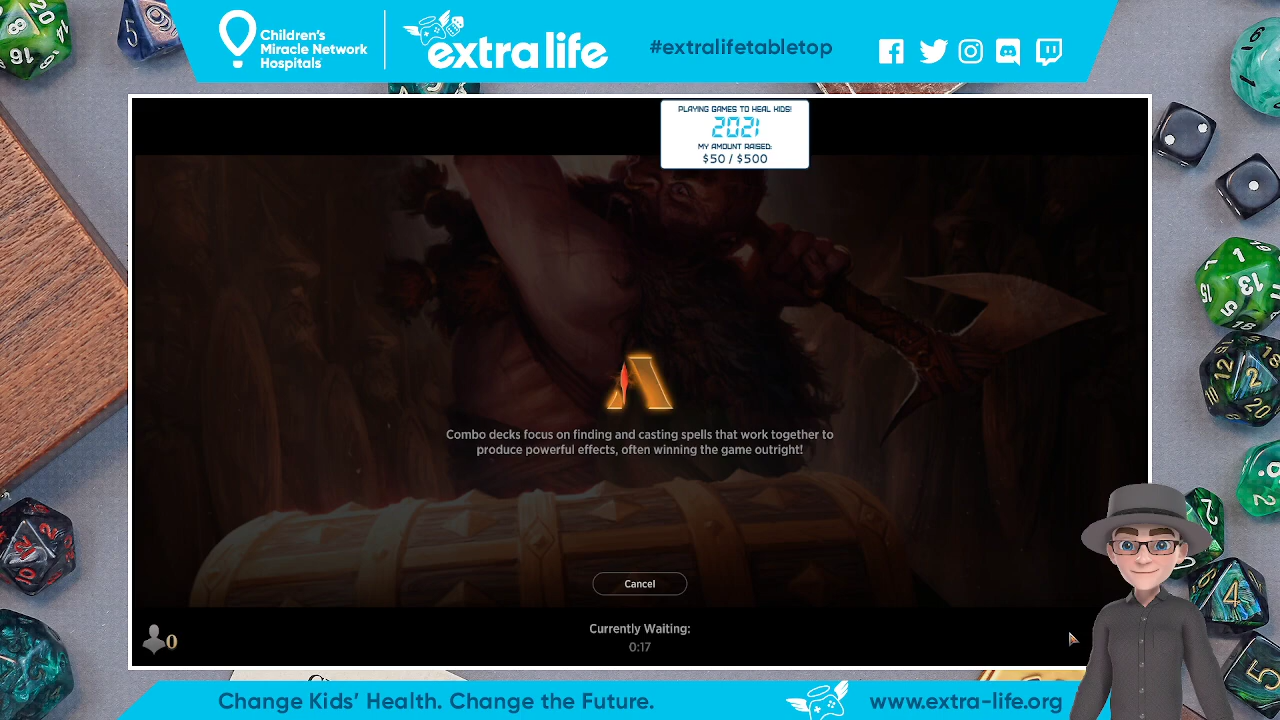 Children's
Miracle Network
Hospitals
extralife
#extralifetabletop
PLAYING GAMES TO HEAL KIDS!
2021
MY AMOUNT RAISED:
$50 / $500
Combo decks focus on finding and casting spells that work together to
produce powerful effects, often winning the game outright!
Cancel
Currently Waiting:
0:17
0
Change Kids' Health. Change the Future.
www.extra-life.org